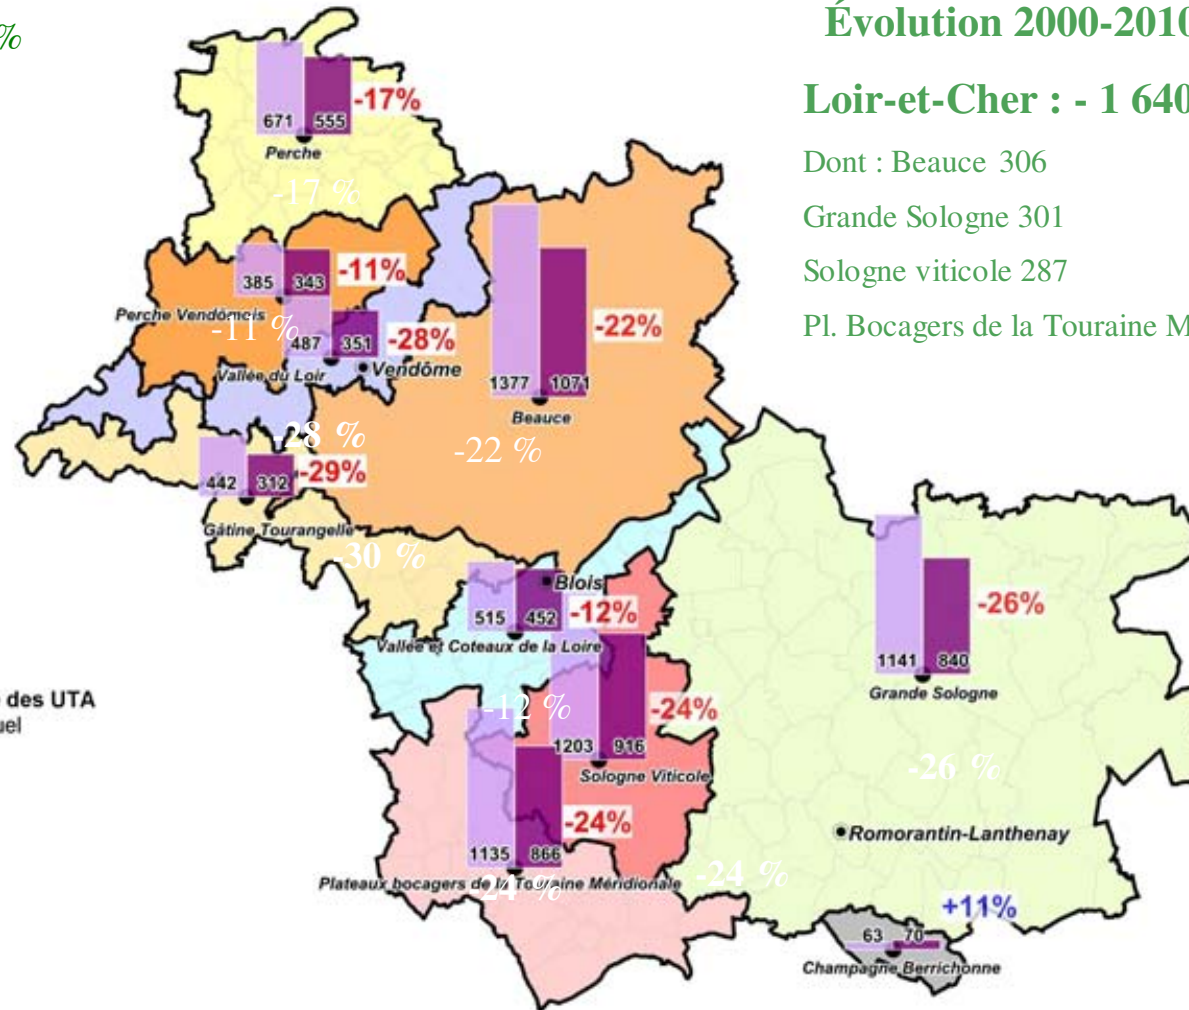 %
Évolution 2000-2010
Loir-et-Cher : - 1 640
Dont : Beauce 306
Grande Sologne 301
Sologne viticole 287
Pl. Bocagers de la Touraine M
-17%
671 555
Perche
-17 %
385 343
-11%
Perche Vendômois
-11 %
487 351
-28%
Vallée du Loir
Vendôme
-22%
1377 1071
Beauce
-22 %
-28 %
442 312
-29%
Gâtine Tourangelle
-30 %
Blois
515 452
-12%
Vallée et Coteaux de la Loire
-12 %
-26%
1141 840
Grande Sologne
-26 %
des UTA
uel
-24%
1203 916
Sologne Viticole
-24%
1135 866
Plateaux bocagers de la Touraine Méridionale
-24 %
-24 %
Romorantin-Lanthenay
+11%
63 70
Champagne Berrichonne